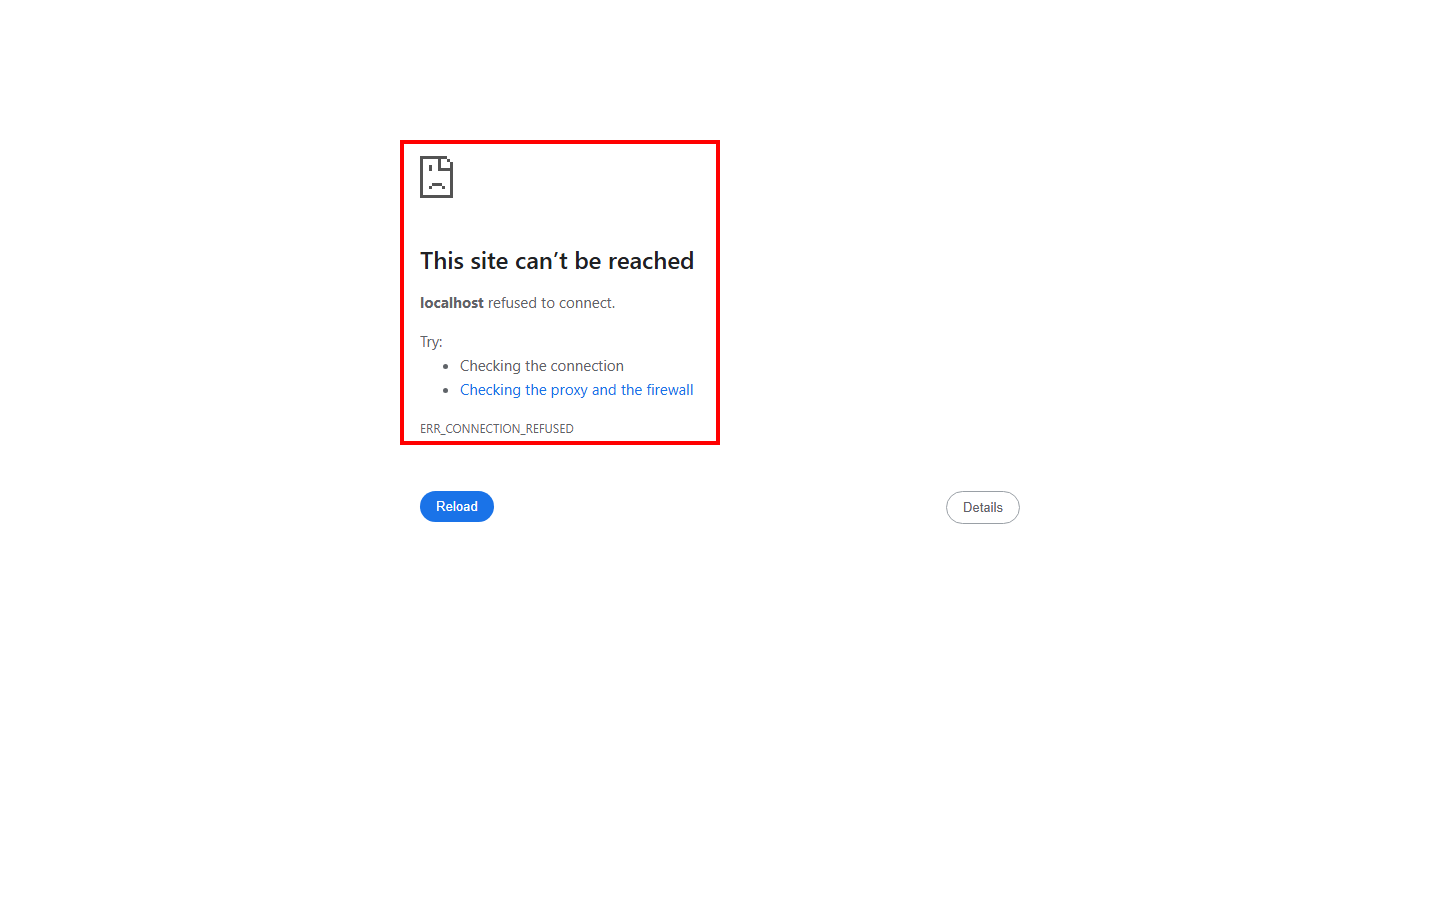 This site can’t be reached
localhost refused to connect.
Try:
Checking the connection
Checking the proxy and the firewall
ERR_CONNECTION_REFUSED
Reload
Details